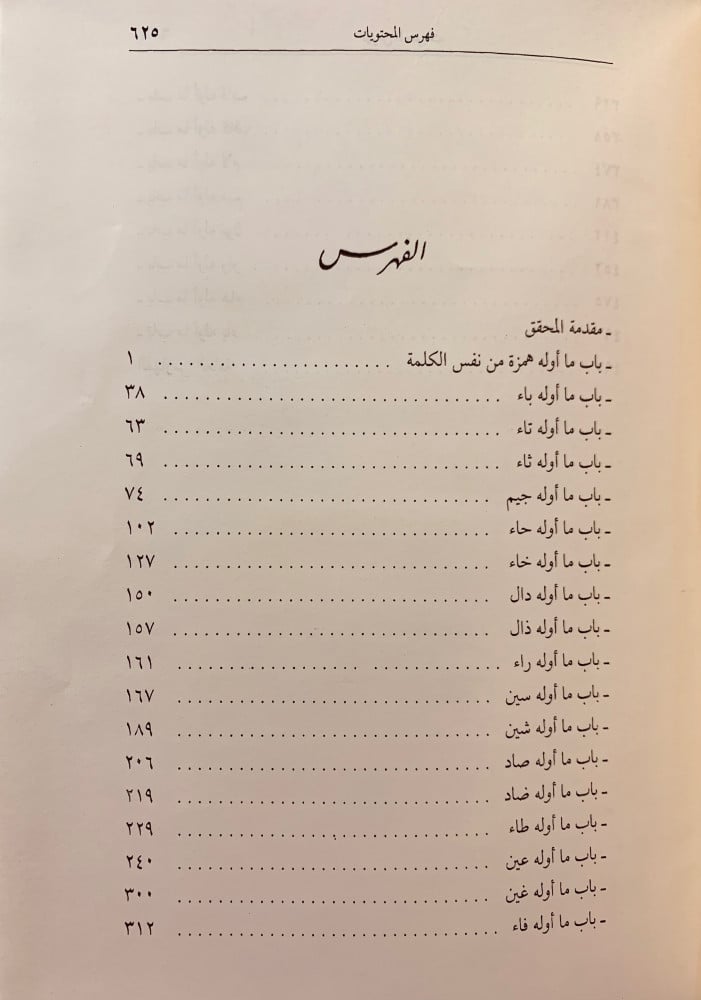 فهرس المحتويات ٦٢٥
الفهرس
ـ مقدمة المحقق
ـ باب ما أوله همزة من نفس الكلمة ........................ ١
ـ باب ما أوله باء ................................. ٣٨
ـ باب ما أوله تاء ................................. ٦٣
ـ باب ما أوله ثاء ................................. ٦٩
ـ باب ما أوله جيم ................................ ٧٤
ـ باب ما أوله حاء ............................... ١٠٢
ـ باب ما أوله خاء ............................... ١٢٧
ـ باب ما أوله دال ............................... ١٥٠
ـ باب ما أوله ذال ............................... ١٥٧
ـ باب ما أوله راء ............................... ١٦١
ـ باب ما أوله سين ............................... ١٦٧
ـ باب ما أوله شين ............................... ١٨٩
ـ باب ما أوله صاد ............................... ٢٠٦
ـ باب ما أوله ضاد ............................... ٢١٩
ـ باب ما أوله طاء ............................... ٢٢٩
ـ باب ما أوله عين ............................... ٢٤٠
ـ باب ما أوله غين ............................... ٣٠٠
ـ باب ما أوله فاء ............................... ٣١٢